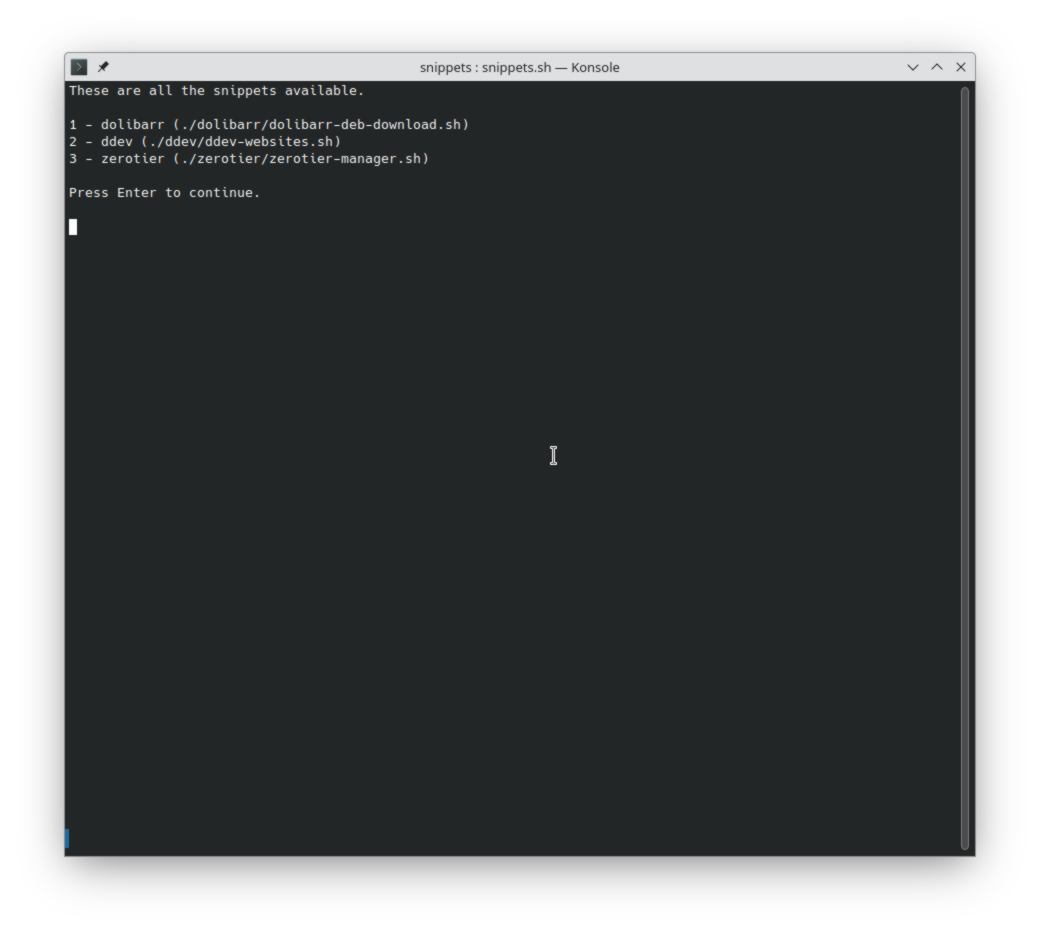 snippets : snippets.sh — Konsole
These are all the snippets available.
1 - dolibarr (./dolibarr/dolibarr-deb-download.sh)
2 - ddev (./ddev/ddev-websites.sh)
3 - zerotier (./zerotier/zerotier-manager.sh)
Press Enter to continue.